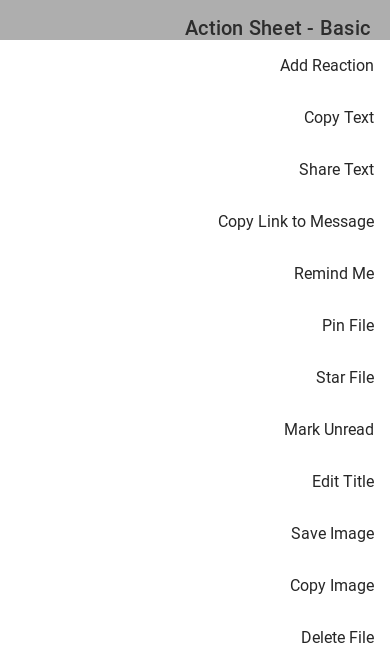 Action Sheet - Basic
Add Reaction
Copy Text
Share Text
Copy Link to Message
Remind Me
Pin File
Star File
Mark Unread
Edit Title
Save Image
Copy Image
Delete File